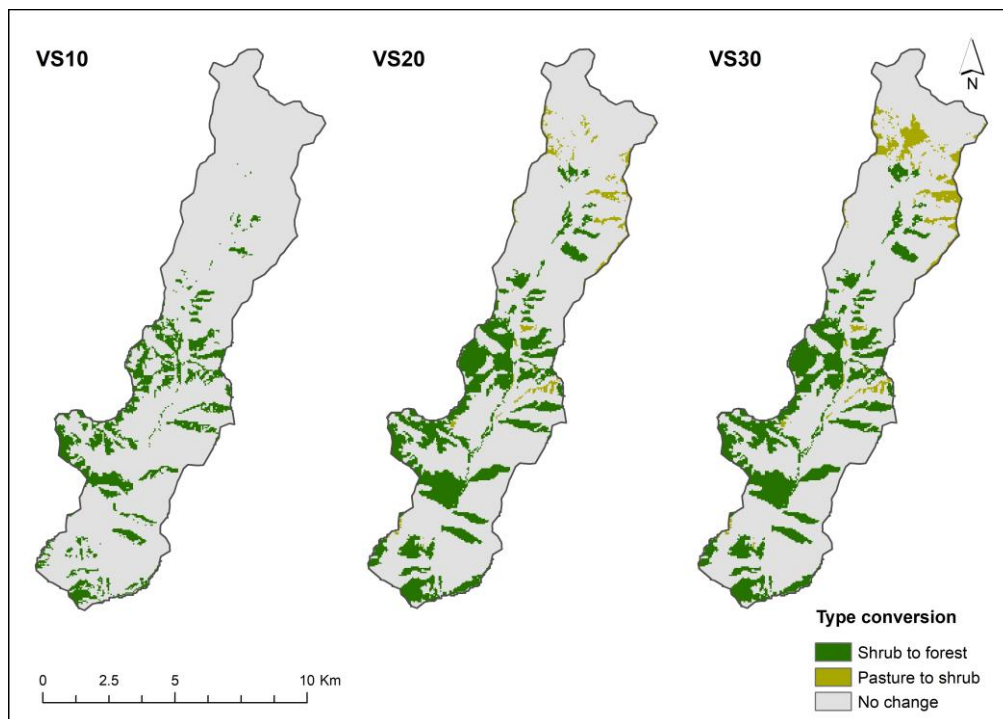 VS10
VS20
VS30
N
Type conversion
Shrub to forest
Pasture to shrub
No change
0 2.5 5 10 Km